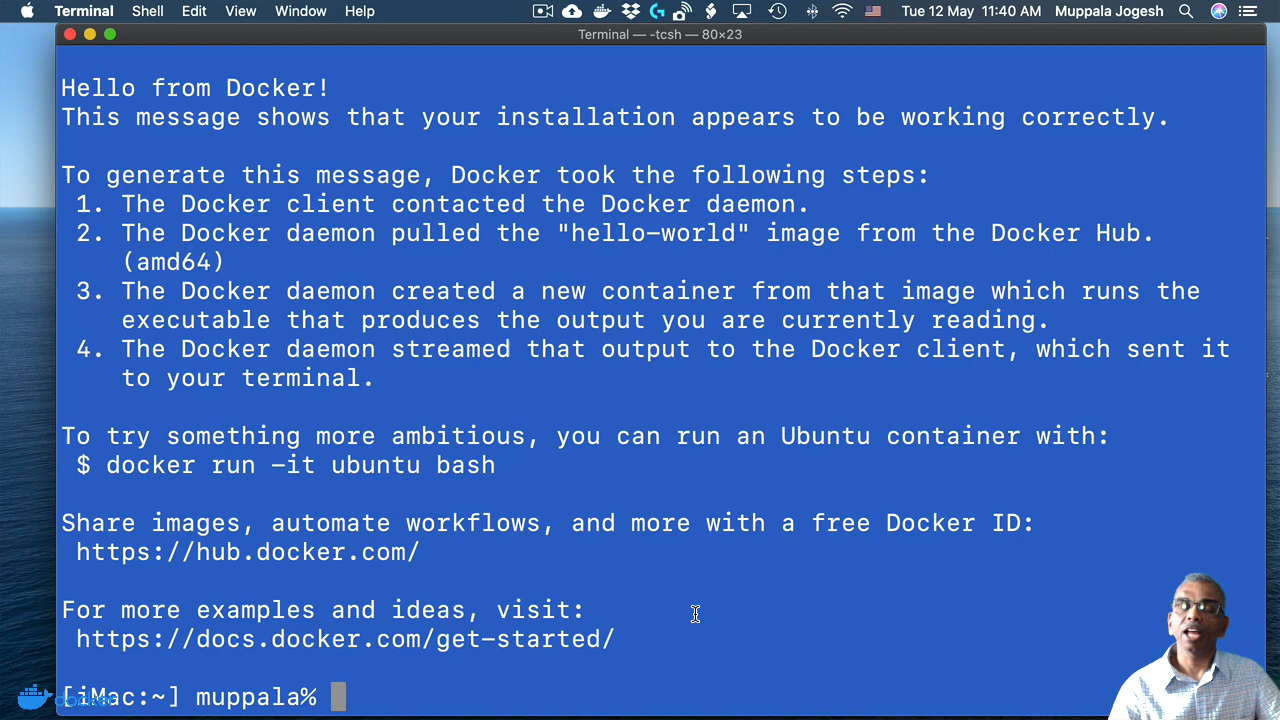 Terminal Shell Edit View Window Help Tue 12 May 11:40 AM Muppala Jogesh
Terminal — -tcsh — 80×23
Hello from Docker!
This message shows that your installation appears to be working correctly.
To generate this message, Docker took the following steps:
1. The Docker client contacted the Docker daemon.
2. The Docker daemon pulled the "hello-world" image from the Docker Hub.
(amd64)
3. The Docker daemon created a new container from that image which runs the
executable that produces the output you are currently reading.
4. The Docker daemon streamed that output to the Docker client, which sent it
to your terminal.
To try something more ambitious, you can run an Ubuntu container with:
$ docker run -it ubuntu bash
Share images, automate workflows, and more with a free Docker ID:
https://hub.docker.com/
For more examples and ideas, visit:
https://docs.docker.com/get-started/
[iMac:~] muppala%
docker